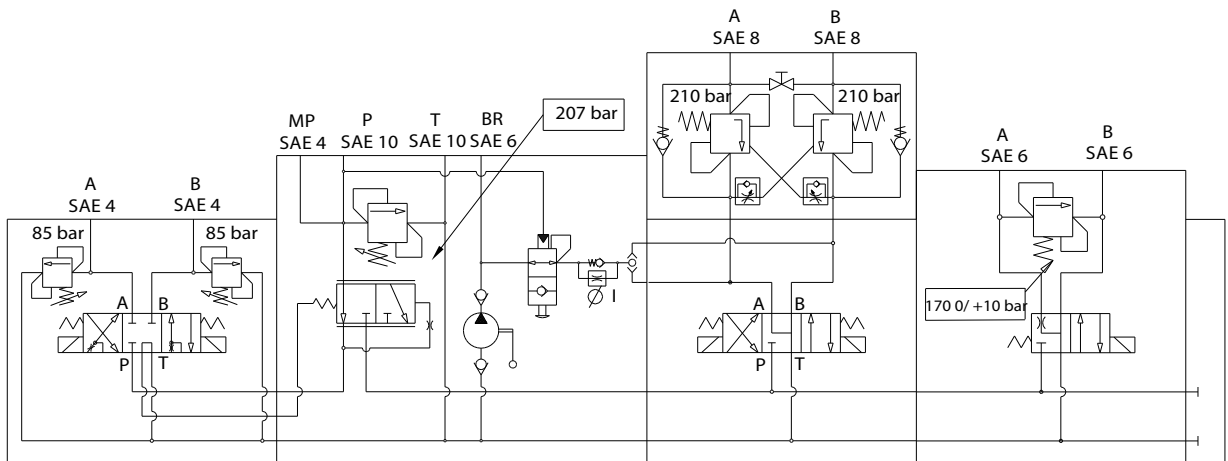 A
SAE 8
B
SAE 8
210 bar
210 bar
207 bar
MP
SAE 4
P
SAE 10
T
SAE 10
BR
SAE 6
A
SAE 6
B
SAE 6
A
SAE 4
B
SAE 4
85 bar
85 bar
I
170 0/ +10 bar
A
B
P
T
A
B
P
T